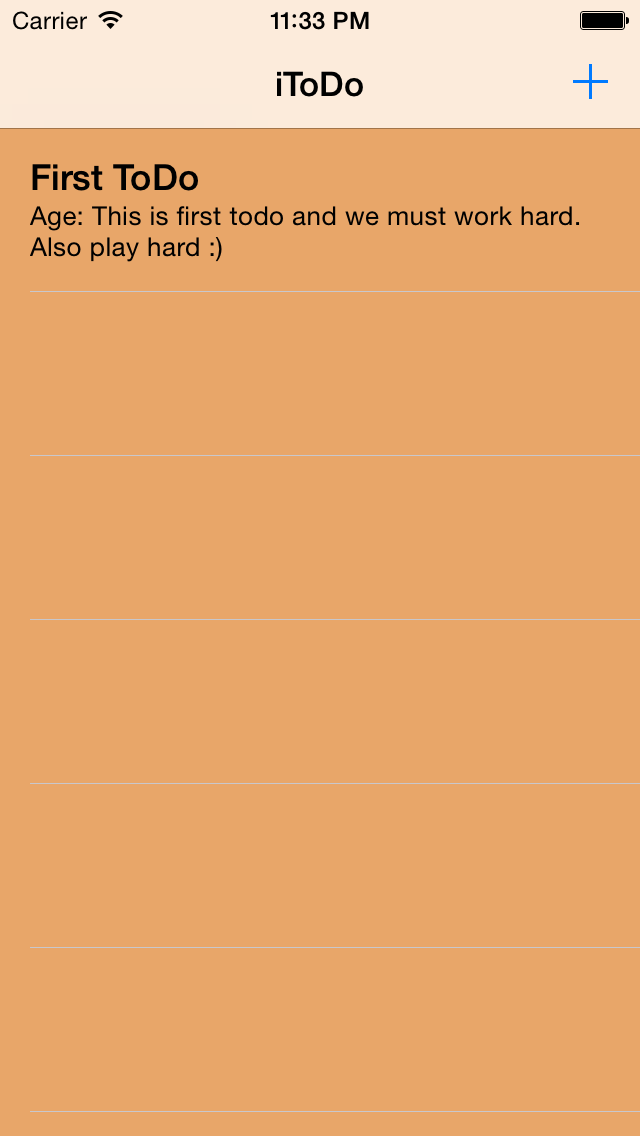 Carrier 11:33 PM
iToDo
First ToDo
Age: This is first todo and we must work hard.
Also play hard :)